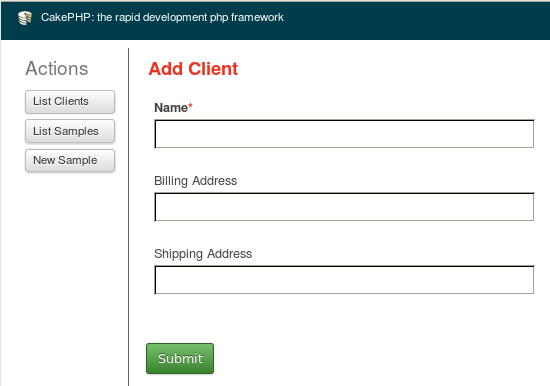 CakePHP: the rapid development php framework
Actions
List Clients
List Samples
New Sample
Add Client
Name*
Billing Address
Shipping Address
Submit